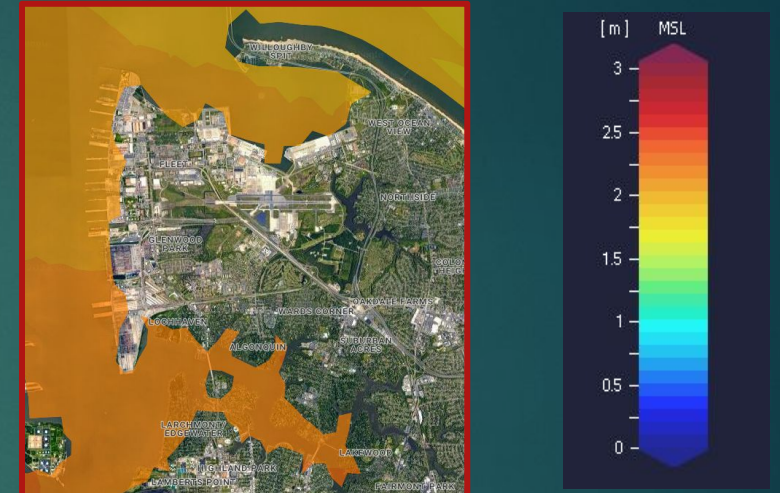 WILLOUGHBY
SPIT
WEST OCEAN
VIEW
FLEET
NORTHSIDE
GLENWOOD
PARK
OAKDALE FARMS
WARDS CORNER
LOCHHAVEN
ALGONQUIN
SUBURBAN
ACRES
LARCHMONT/
EDGEWATER
LAKEWOOD
HIGHLAND PARK
LAMBERTS POINT
FAIRMONT PARK
[m] MSL
3
2.5
2
1.5
1
0.5
0